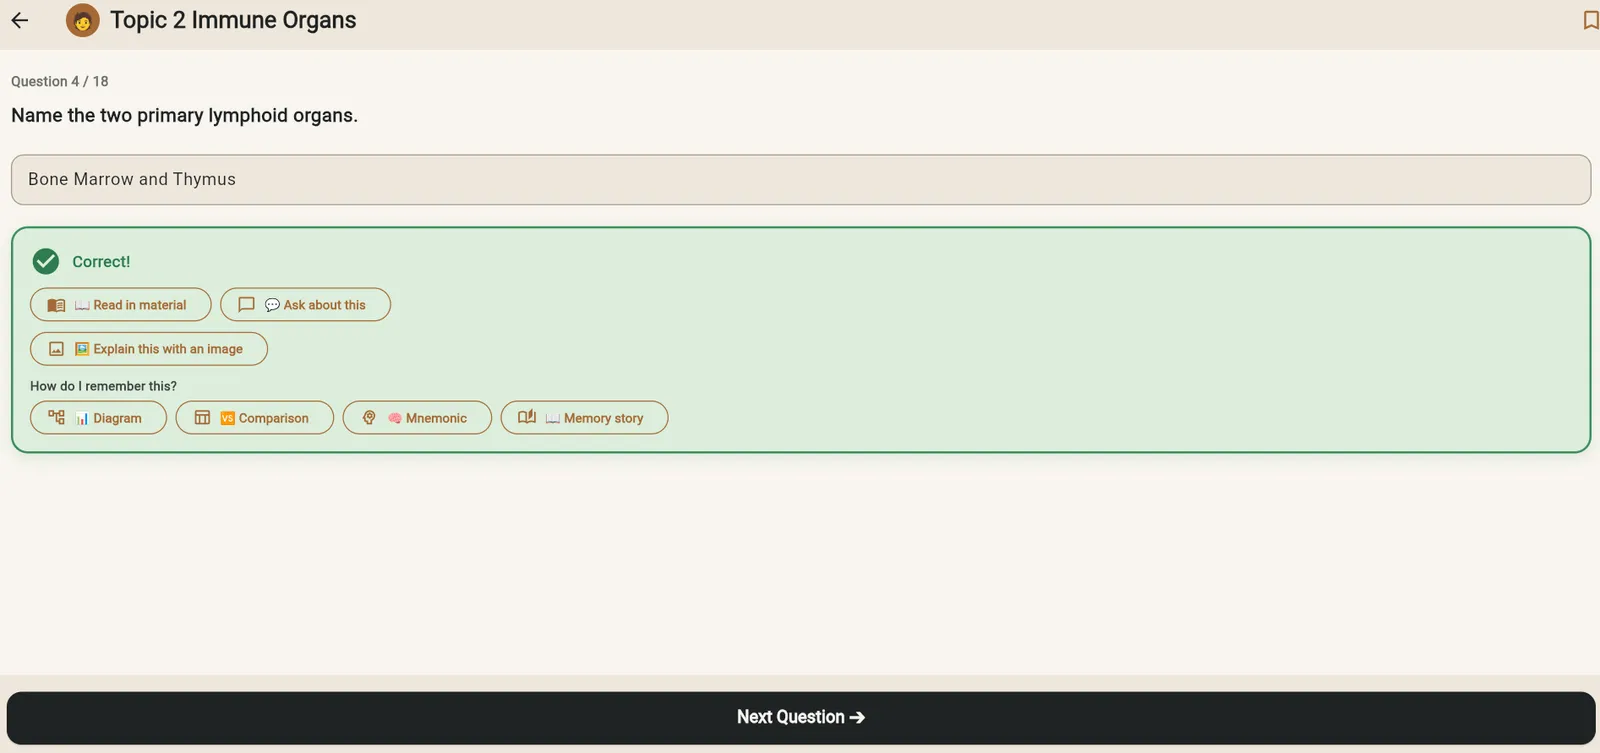 Topic 2 Immune Organs
Question 4 / 18
Name the two primary lymphoid organs.
Bone Marrow and Thymus
Correct!
📖 Read in material
💬 Ask about this
🖼️ Explain this with an image
How do I remember this?
📊 Diagram
🆚 Comparison
🧠 Mnemonic
📖 Memory story
Next Question →